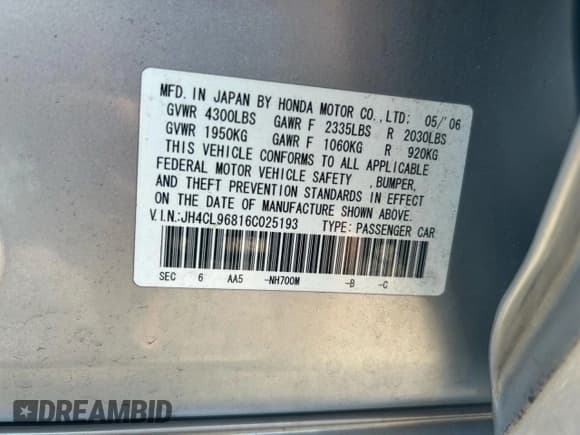 MFD. IN JAPAN BY HONDA MOTOR CO., LTD: 05/'06
GVWR 4300LBS GAWR F 2335LBS R 2030LBS
GVWR 1950KG GAWR F 1060KG R 920KG
THIS VEHICLE CONFORMS TO ALL APPLICABLE
FEDERAL MOTOR VEHICLE SAFETY ,BUMPER,
AND THEFT PREVENTION STANDARDS IN EFFECT
ON THE DATE OF MANUFACTURE SHOWN ABOVE.
V.I.N.:JH4CL96816C025193 TYPE: PASSENGER CAR
SEC 6 AA5 -NH700M -B -C
DREAMBID